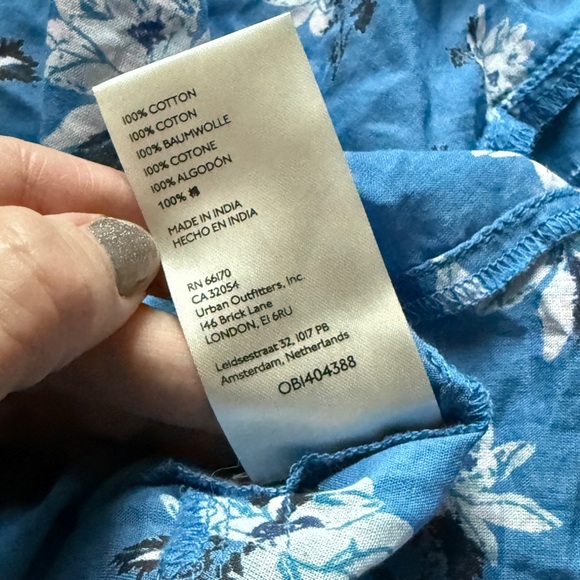 100% COTTON
100% COTON
100% BAUMWOLLE
100% COTONE
100% ALGODÓN
100% 棉
MADE IN INDIA
HECHO EN INDIA
RN 66170
CA 32054
Urban Outfitters, Inc.
146 Brick Lane
LONDON, E1 6RU
Leidsestraat 32, 1017 PB
Amsterdam, Netherlands
OB1404388